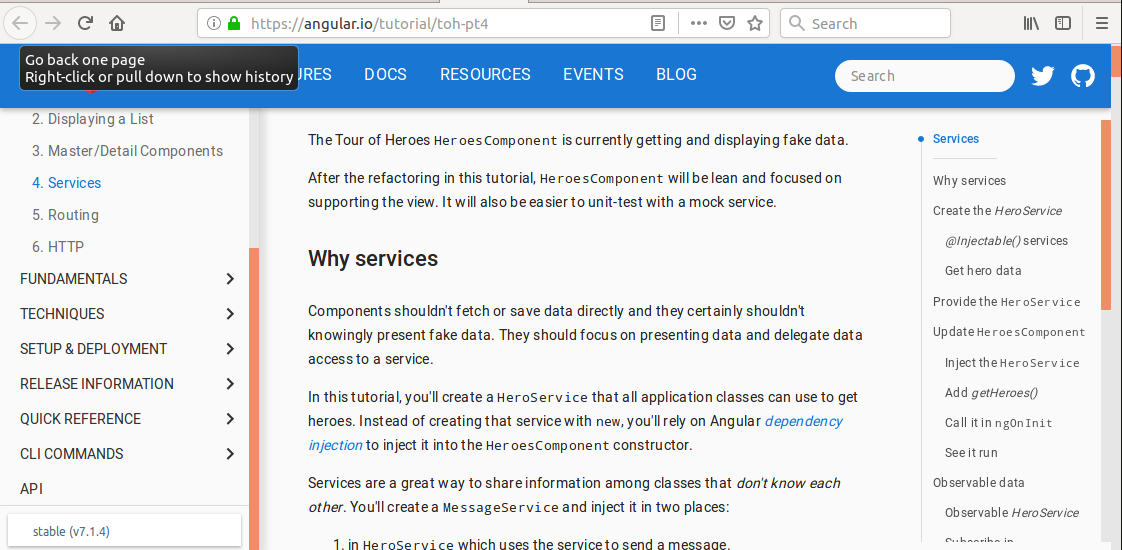 https://angular.io/tutorial/toh-pt4
Search
Go back one page
Right-click or pull down to show history
URES DOCS RESOURCES EVENTS BLOG
Search
2. Displaying a List
3. Master/Detail Components
4. Services
5. Routing
6. HTTP
FUNDAMENTALS
TECHNIQUES
SETUP & DEPLOYMENT
RELEASE INFORMATION
QUICK REFERENCE
CLI COMMANDS
API
stable (v7.1.4)
The Tour of Heroes HeroesComponent is currently getting and displaying fake data.
After the refactoring in this tutorial, HeroesComponent will be lean and focused on
supporting the view. It will also be easier to unit-test with a mock service.
Why services
Components shouldn't fetch or save data directly and they certainly shouldn't
knowingly present fake data. They should focus on presenting data and delegate data
access to a service.
In this tutorial, you'll create a HeroService that all application classes can use to get
heroes. Instead of creating that service with new, you'll rely on Angular dependency
injection to inject it into the HeroesComponent constructor.
Services are a great way to share information among classes that don't know each
other. You'll create a MessageService and inject it in two places:
1. in HeroService which uses the service to send a message.
Services
Why services
Create the HeroService
@Injectable() services
Get hero data
Provide the HeroService
Update HeroesComponent
Inject the HeroService
Add getHeroes()
Call it in ngOnInit
See it run
Observable data
Observable HeroService
Subscribe in